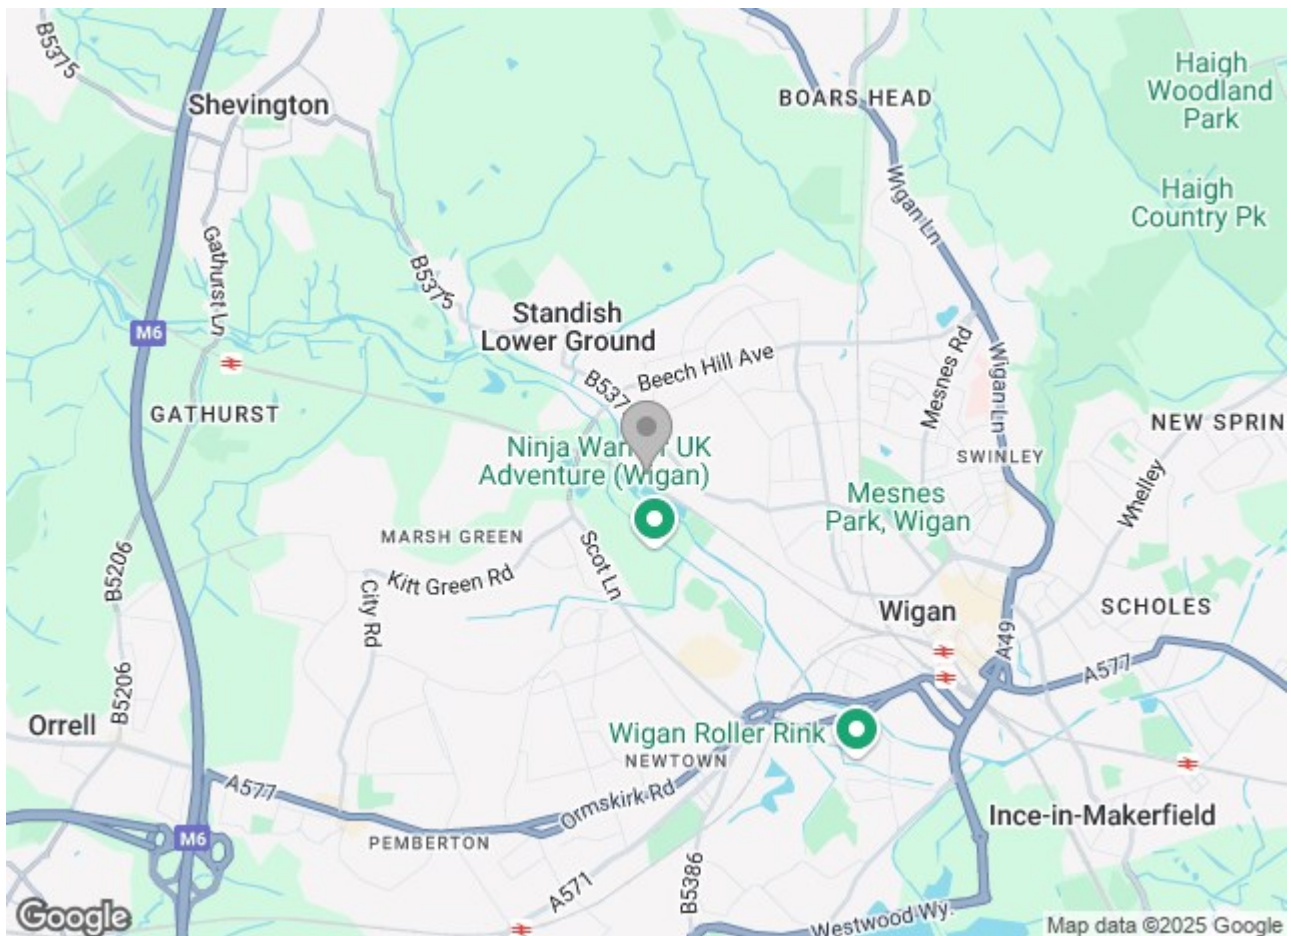 B5375
Shevington
BOARS HEAD
Haigh
Woodland
Park
Haigh
Country Pk
Wigan Ln
Gathurst Ln
B5375
M6
Standish
Lower Ground
Beech Hill Ave
B537
Mesnes Rd
Wigan Ln
GATHURST
NEW SPRIN
Ninja UK
Adventure (Wigan)
SWINLEY
Whelley
Mesnes
Park, Wigan
MARSH GREEN
Scot Ln
Kitt Green Rd
B5206
City Rd
Wigan
SCHOLES
A49
A577
B5206
Orrell
Wigan Roller Rink
NEWTOWN
A577
Ormskirk Rd
Ince-in-Makerfield
M6
PEMBERTON
B5386
A571
Westwood Wy.
Google
Map data ©2025 Google